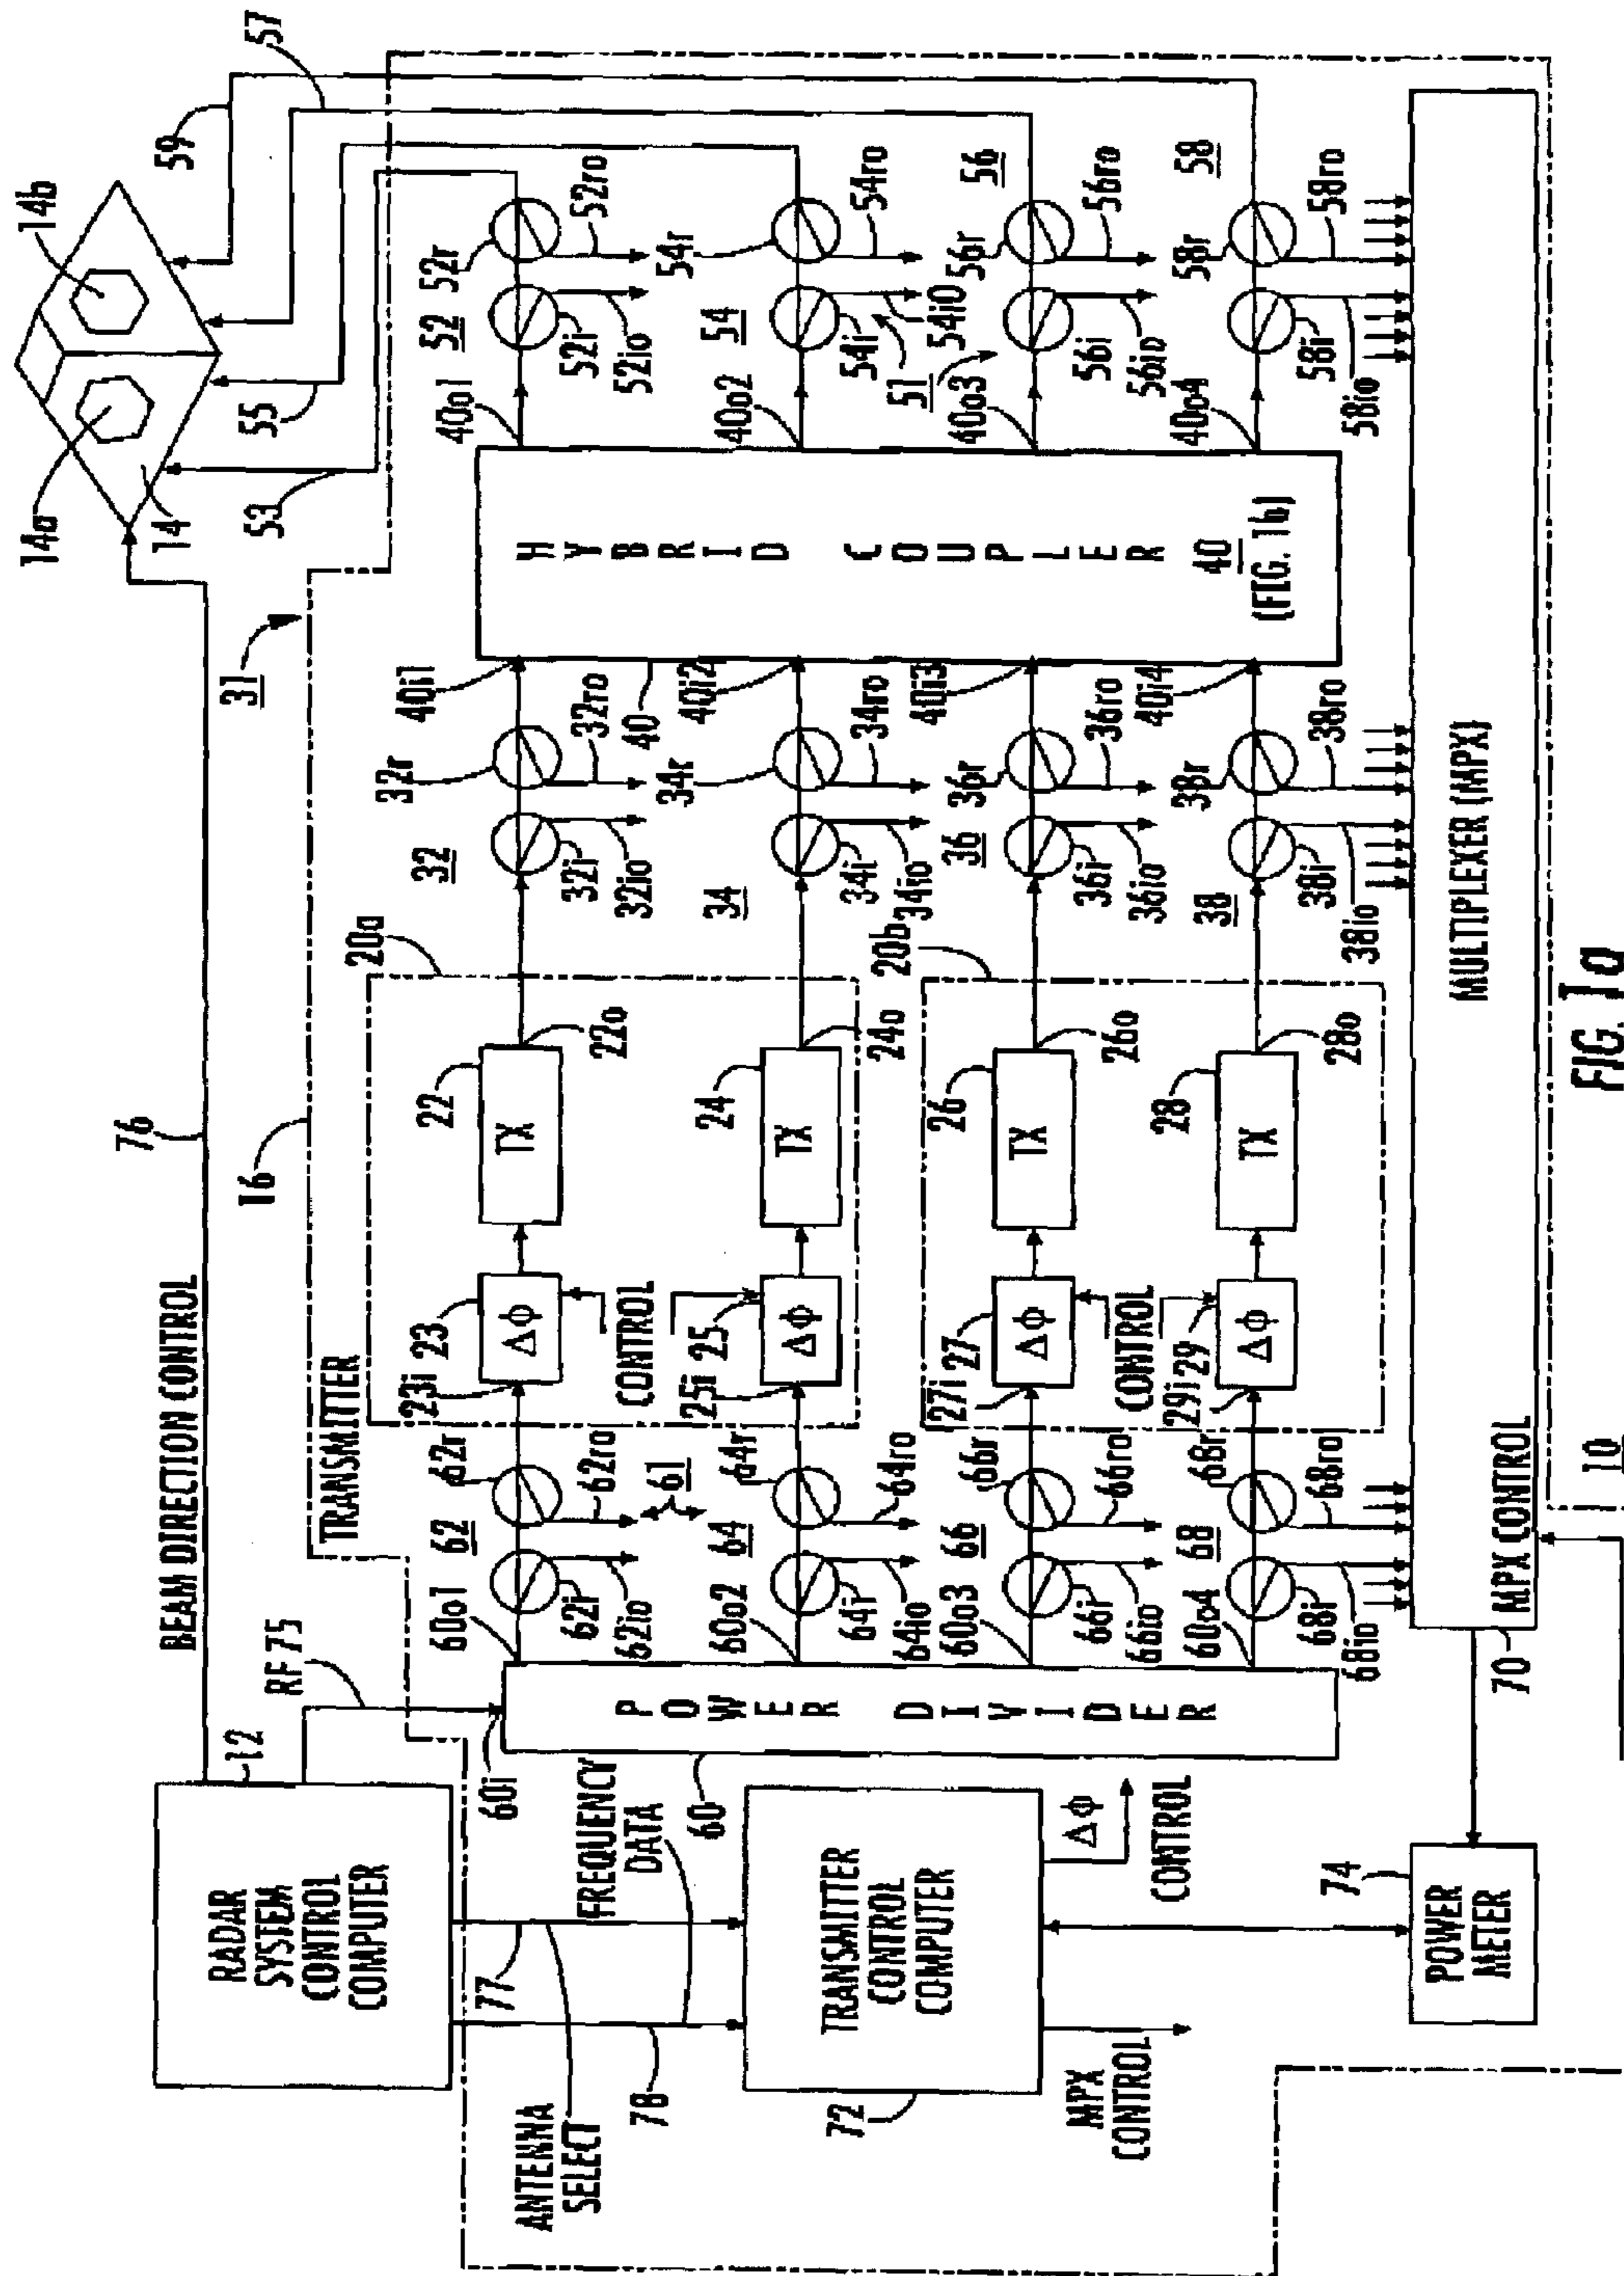 BEAM DIRECTION CONTROL
76
RADAR
SYSTEM
CONTROL
COMPUTER
12
RF 75
TRANSMITTER
16
31
14
14a
14b
53
55
57
59
77
78
ANTENNA
SELECT
FREQUENCY
DATA
TRANSMITTER
CONTROL
COMPUTER
72
MPX
CONTROL
ΔΦ
CONTROL
POWER DIVIDER
60
60i
60o1
60o2
60o3
60o4
62
62i
62io
62r
62ro
61
64
64i
64io
64r
64ro
66
66i
66io
66r
66ro
68
68i
68io
68r
68ro
20a
23i
23
ΔΦ
CONTROL
22
TX
22o
25i
25
ΔΦ
24
TX
24o
20b
27i
27
ΔΦ
CONTROL
26
TX
26o
29i
29
ΔΦ
28
TX
28o
32
32i
32io
32r
32ro
34
34i
34io
34r
34ro
36
36i
36io
36r
36ro
38
38i
38io
38r
38ro
40i1
40
40i2
40i3
40i4
HYBRID COUPLER
40
(FIG. 1b)
40o1
40o2
40o3
40o4
52
52i
52io
52r
52ro
54
54i
54i0
54r
54ro
51
56
56i
56io
56r
56ro
58
58i
58io
58r
58ro
POWER
METER
74
70
MPX CONTROL
MULTIPLEXER (MPX)
10
FIG. 1a